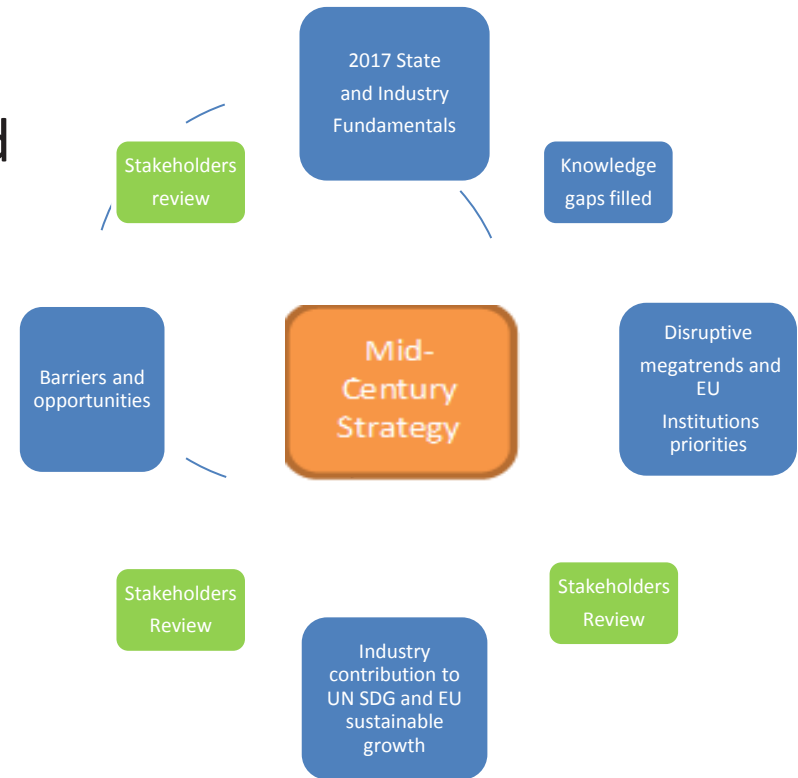 2017 State
and Industry
Fundamentals
d
Stakeholders
review
Knowledge
gaps filled
Barriers and
opportunities
Mid-
Century
Strategy
Disruptive
megatrends and
EU
Institutions
priorities
Stakeholders
Review
Industry
contribution to
UN SDG and EU
sustainable
growth
Stakeholders
Review